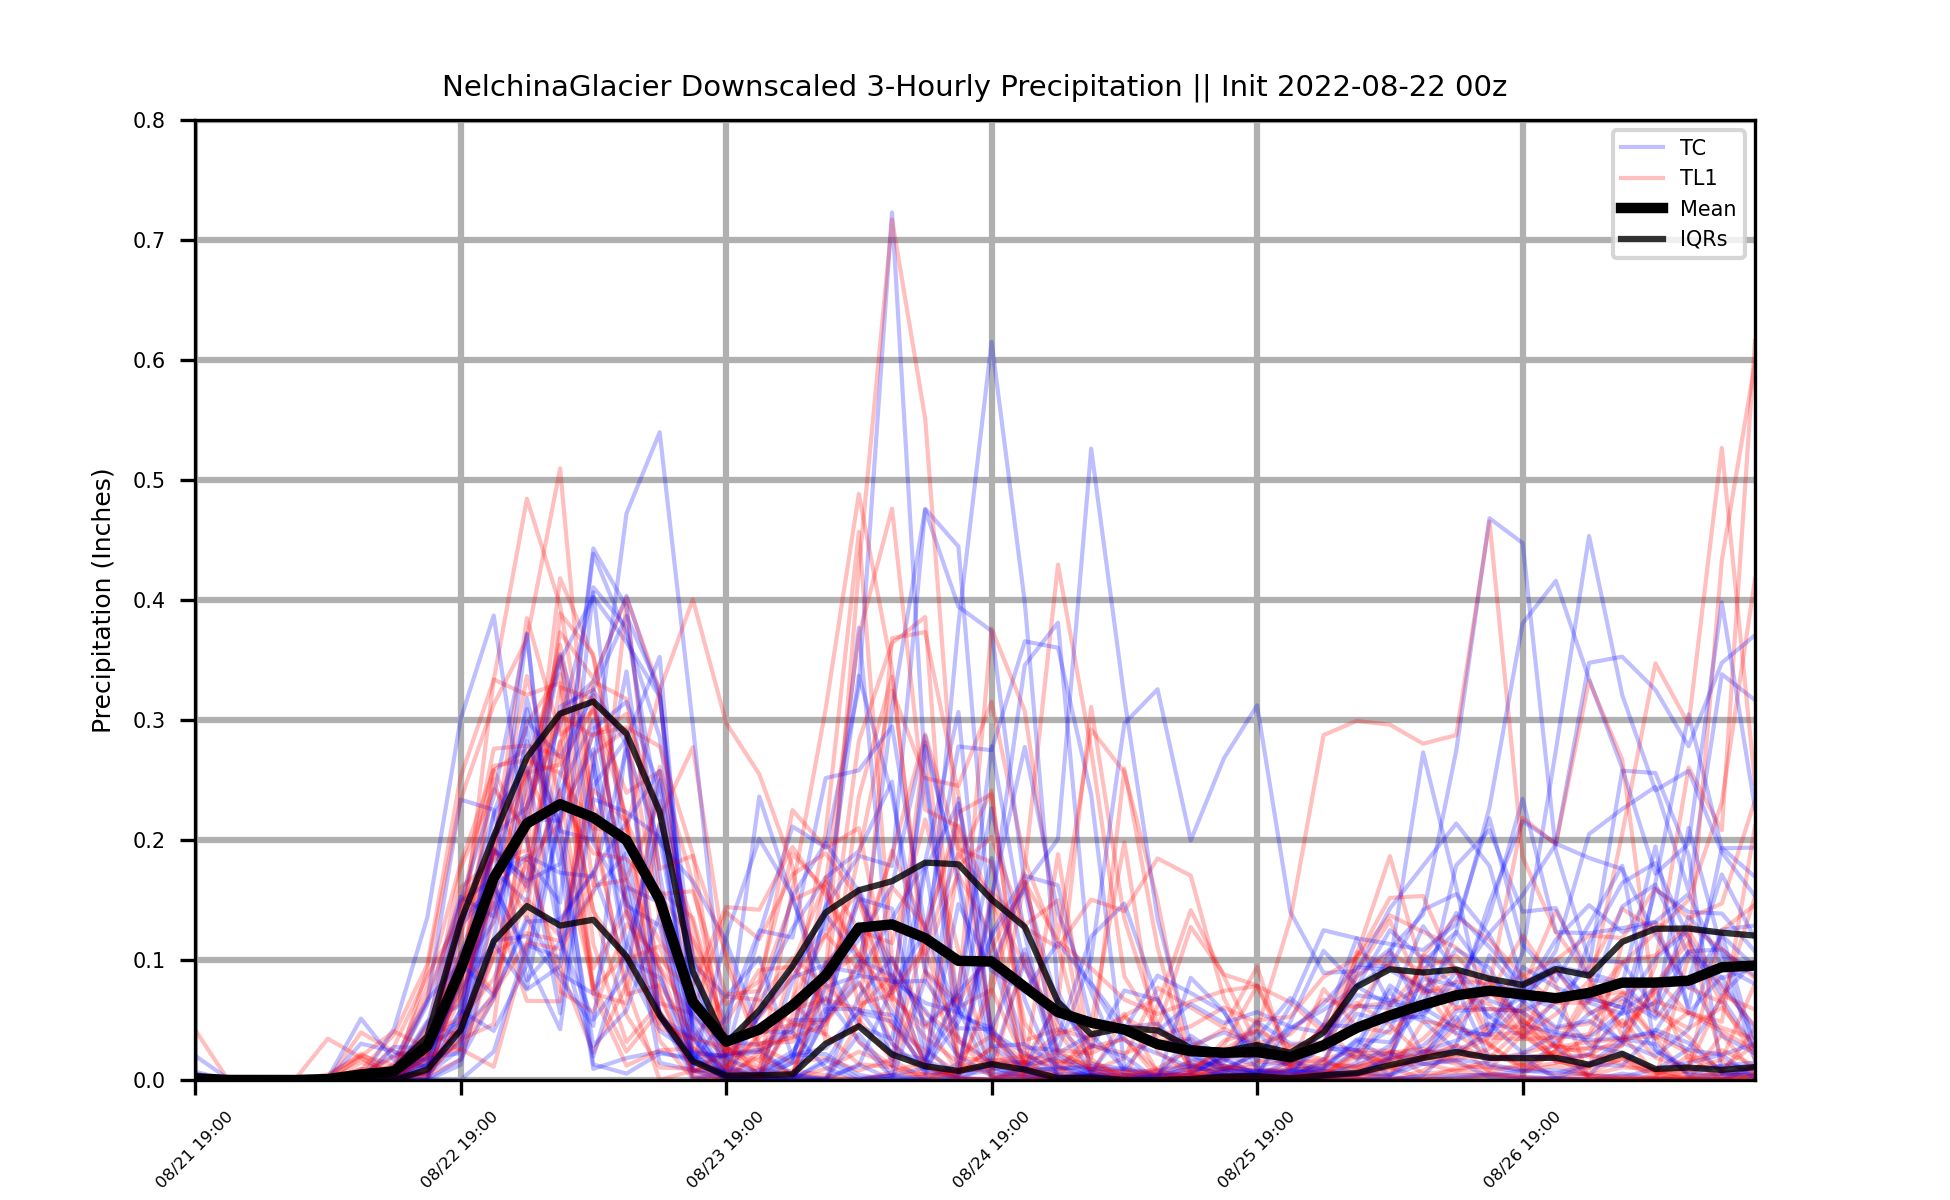 NelchinaGlacier Downscaled 3-Hourly Precipitation || Init 2022-08-22 00z
TC
TL1
Mean
IQRs
Precipitation (Inches)
0.8
0.7
0.6
0.5
0.4
0.3
0.2
0.1
0.0
08/21 19:00
08/22 19:00
08/23 19:00
08/24 19:00
08/25 19:00
08/26 19:00